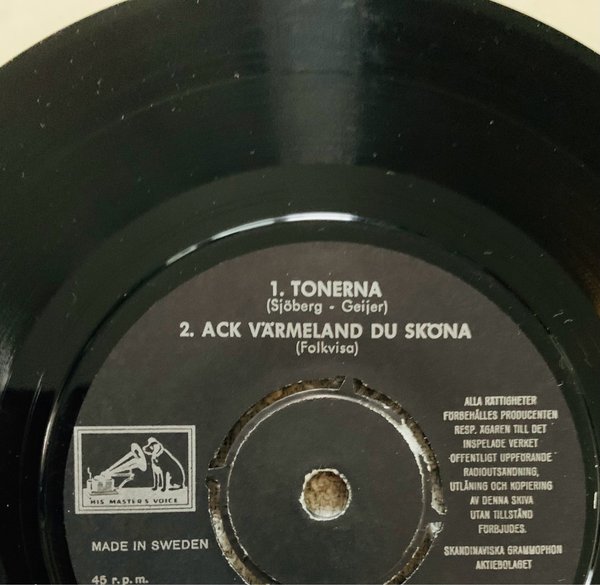 1. TONERNA
(Sjöberg - Geijer)
2. ACK VÄRMELAND DU SKÖNA
(Folkvisa)
ALLA RÄTTIGHETER
FÖRBEHÅLLES PRODUCENTEN
RESP. ÄGAREN TILL DET
INSPELADE VERKET
OFFENTLIGT UPPFÖRANDE
RADIOUTSÄNDNING,
UTLÅNING OCH KOPIERING
AV DENNA SKIVA
UTAN TILLSTÅND
FÖRBJUDES.
SKANDINAVISKA GRAMMOPHON
AKTIEBOLAGET
HIS MASTER'S VOICE
MADE IN SWEDEN
45 r.p.m.